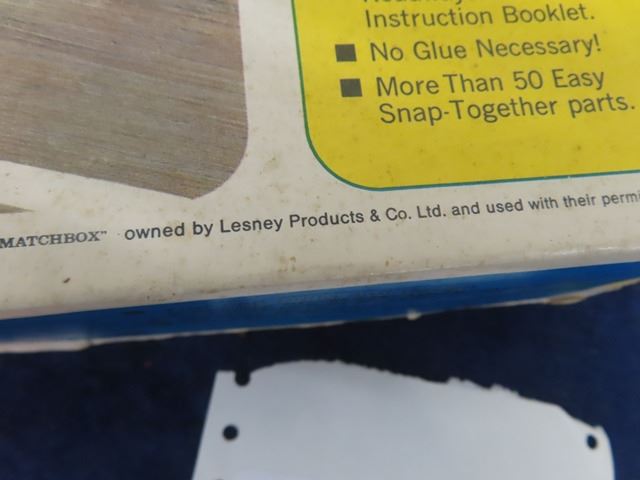 Instruction Booklet.
■ No Glue Necessary!
■ More Than 50 Easy
Snap-Together parts.
MATCHBOX" owned by Lesney Products & Co. Ltd. and used with their permi